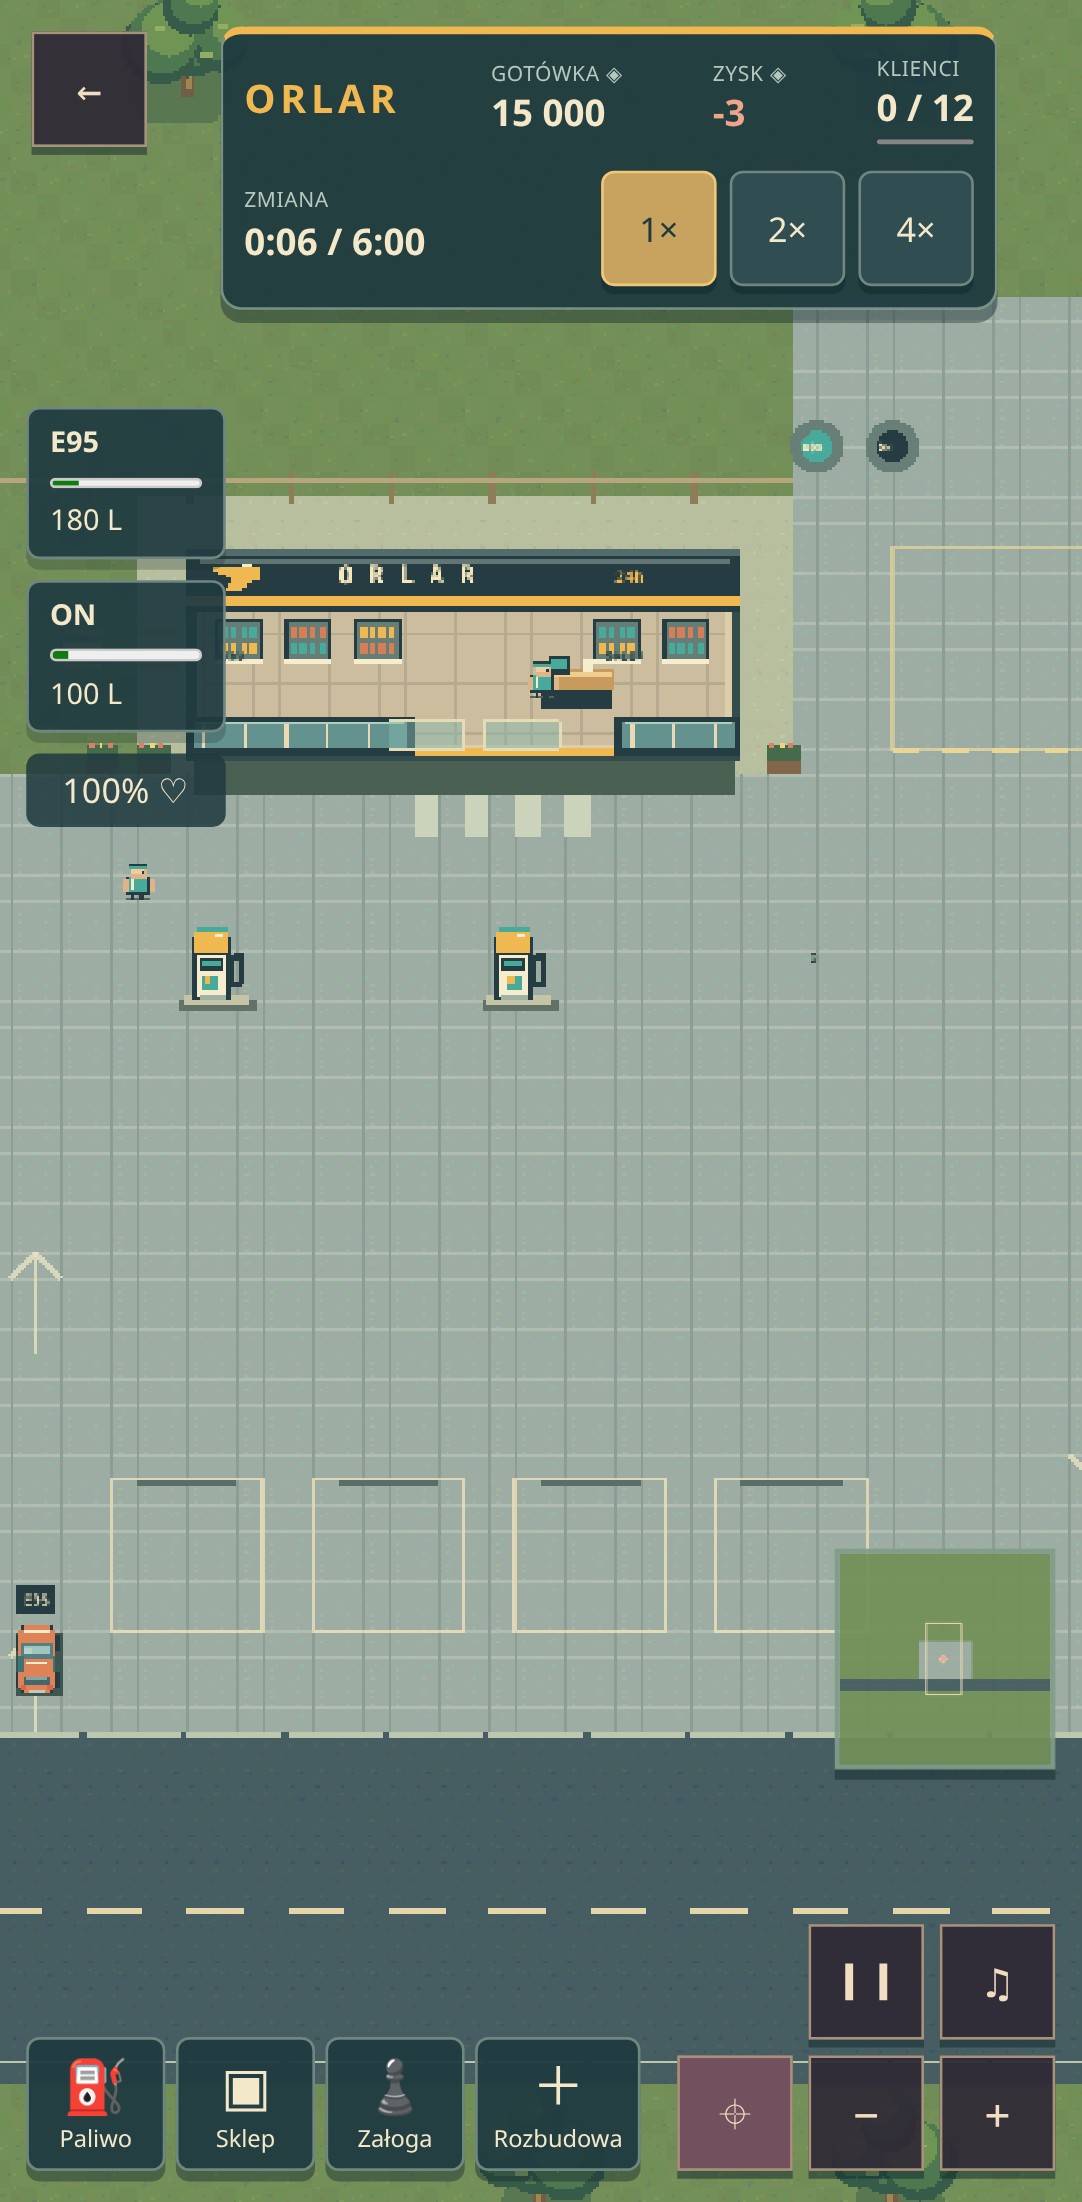 ←
ORLAR
GOTÓWKA ◈
15 000
ZYSK ◈
-3
KLIENCI
0 / 12
ZMIANA
0:06 / 6:00
1×
2×
4×
E95
180 L
ON
100 L
100% ♡
ORLAR
24h
E95
Paliwo
Sklep
Załoga
Rozbudowa
−
+